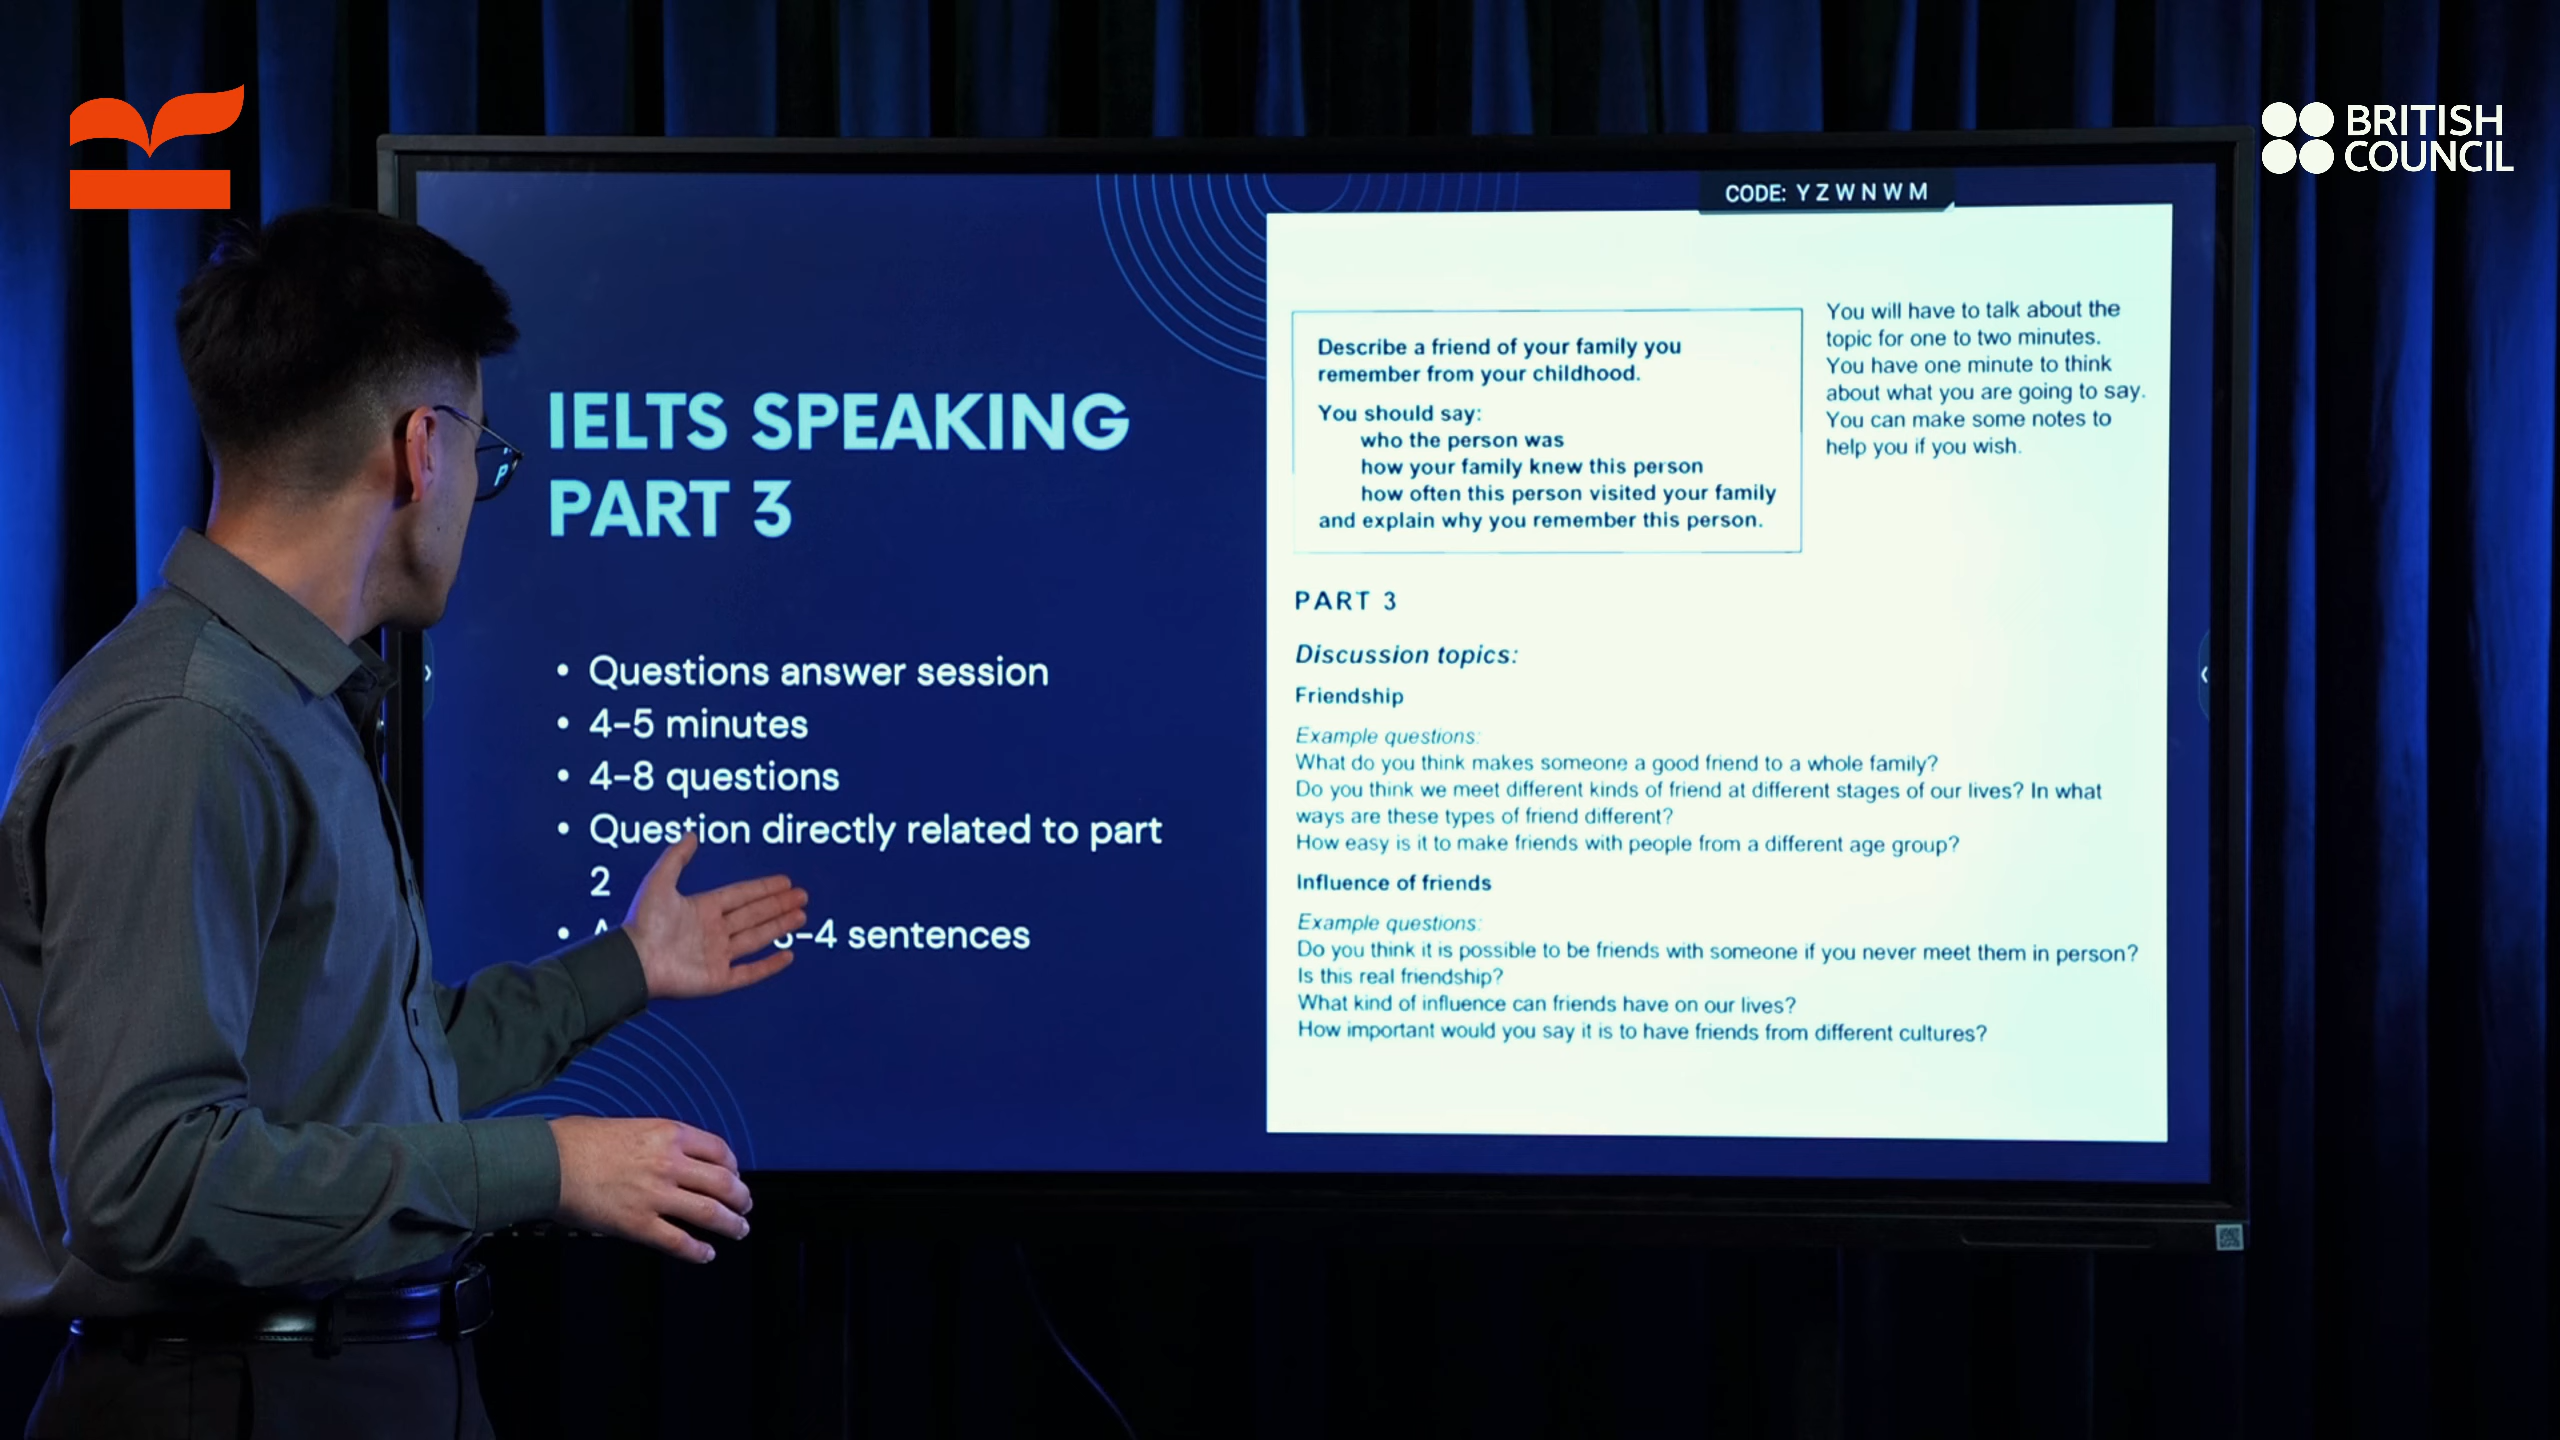 BRITISH
COUNCIL
CODE: Y Z W N W M
IELTS SPEAKING
PART 3
• Questions answer session
• 4-5 minutes
• 4-8 questions
• Question directly related to part
2
• -4 sentences
Describe a friend of your family you
remember from your childhood.
You should say:
who the person was
how your family knew this person
how often this person visited your family
and explain why you remember this person.
You will have to talk about the
topic for one to two minutes.
You have one minute to think
about what you are going to say.
You can make some notes to
help you if you wish.
PART 3
Discussion topics:
Friendship
Example questions:
What do you think makes someone a good friend to a whole family?
Do you think we meet different kinds of friend at different stages of our lives? In what
ways are these types of friend different?
How easy is it to make friends with people from a different age group?
Influence of friends
Example questions:
Do you think it is possible to be friends with someone if you never meet them in person?
Is this real friendship?
What kind of influence can friends have on our lives?
How important would you say it is to have friends from different cultures?